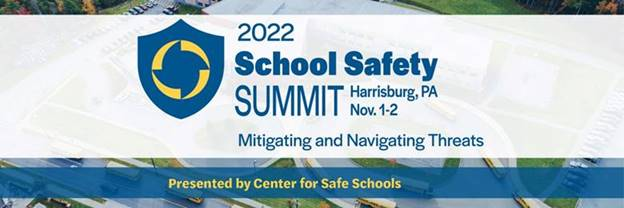 2022
School Safety
SUMMIT Harrisburg, PA
Nov. 1-2
Mitigating and Navigating Threats
Presented by Center for Safe Schools